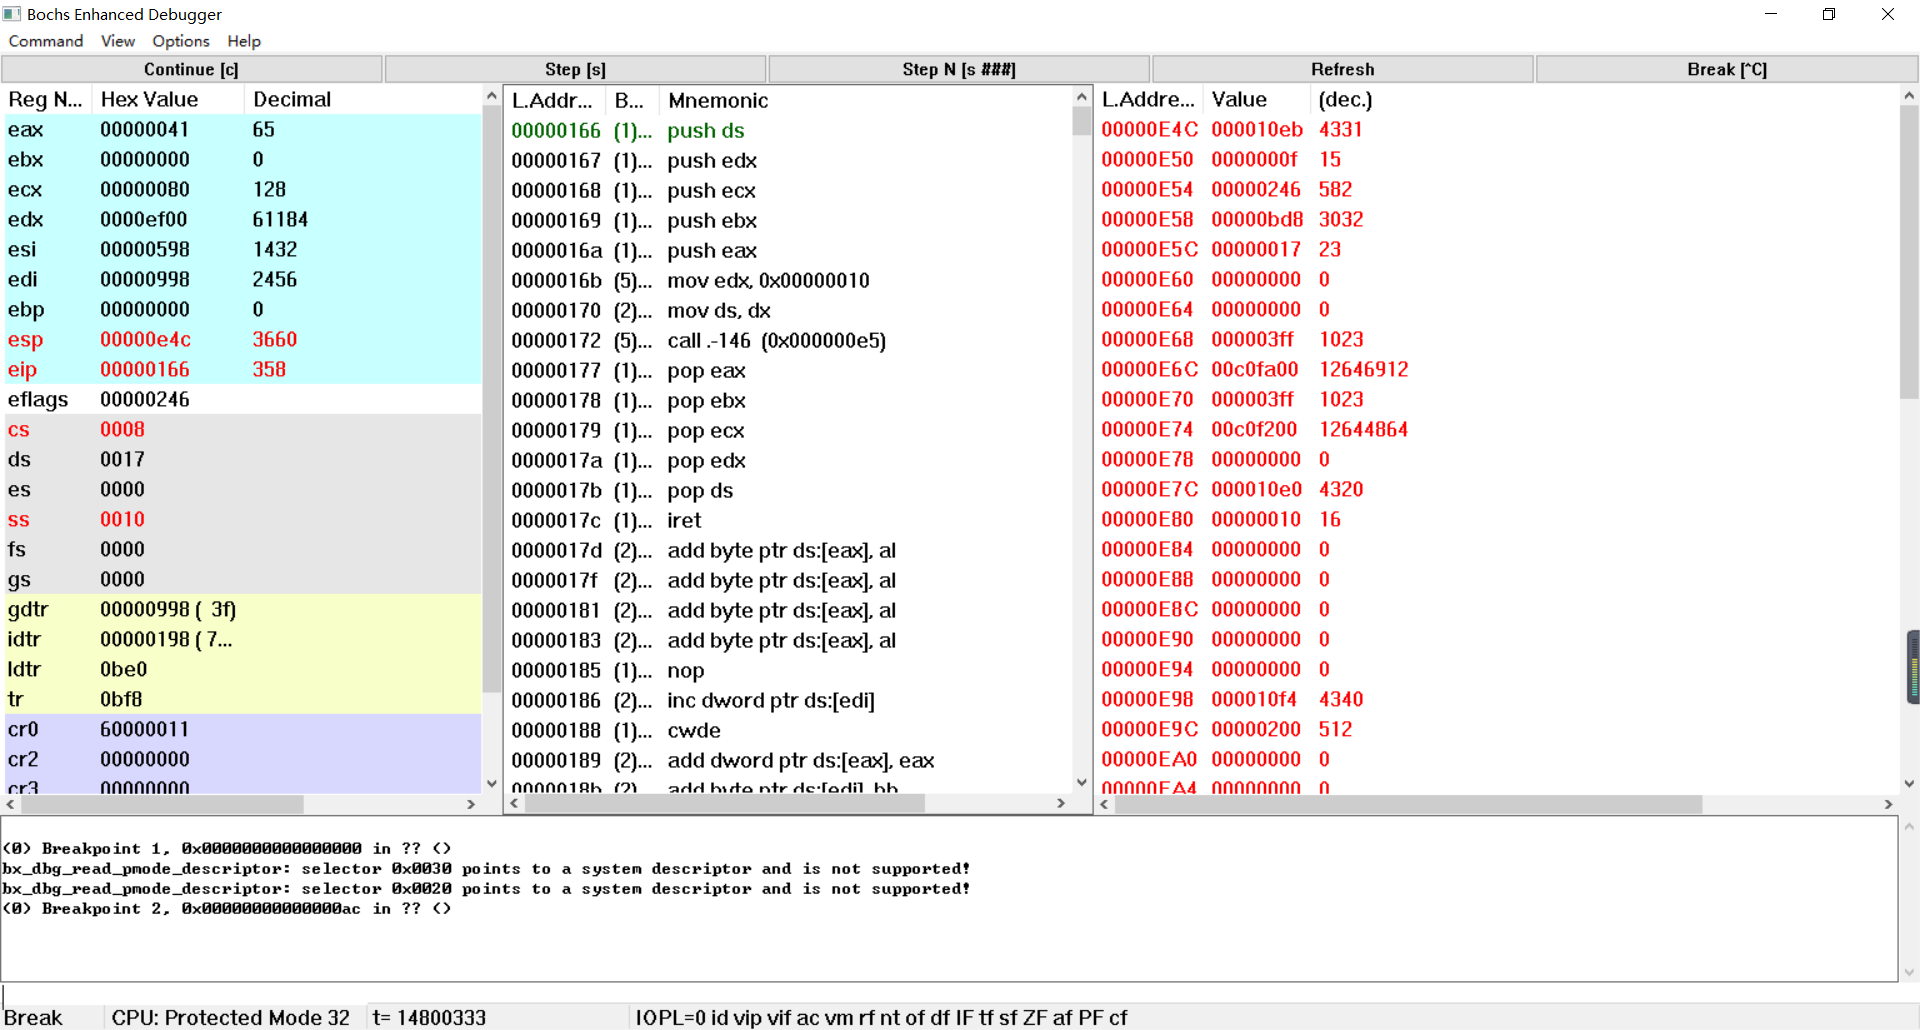 Bochs Enhanced Debugger
Command View Options Help
Continue [c] Step [s] Step N [s ###] Refresh Break [^C]
Reg N... Hex Value Decimal
eax 00000041 65
ebx 00000000 0
ecx 00000080 128
edx 0000ef00 61184
esi 00000598 1432
edi 00000998 2456
ebp 00000000 0
esp 00000e4c 3660
eip 00000166 358
eflags 00000246
cs 0008
ds 0017
es 0000
ss 0010
fs 0000
gs 0000
gdtr 00000998 ( 3f)
idtr 00000198 ( 7...
ldtr 0be0
tr 0bf8
cr0 60000011
cr2 00000000
cr3 00000000
L.Addr... B... Mnemonic
00000166 (1)... push ds
00000167 (1)... push edx
00000168 (1)... push ecx
00000169 (1)... push ebx
0000016a (1)... push eax
0000016b (5)... mov edx, 0x00000010
00000170 (2)... mov ds, dx
00000172 (5)... call .-146 (0x000000e5)
00000177 (1)... pop eax
00000178 (1)... pop ebx
00000179 (1)... pop ecx
0000017a (1)... pop edx
0000017b (1)... pop ds
0000017c (1)... iret
0000017d (2)... add byte ptr ds:[eax], al
0000017f (2)... add byte ptr ds:[eax], al
00000181 (2)... add byte ptr ds:[eax], al
00000183 (2)... add byte ptr ds:[eax], al
00000185 (1)... nop
00000186 (2)... inc dword ptr ds:[edi]
00000188 (1)... cwde
00000189 (2)... add dword ptr ds:[eax], eax
0000018b (2)... add byte ptr ds:[edi], bh
L.Addre... Value (dec.)
00000E4C 000010eb 4331
00000E50 0000000f 15
00000E54 00000246 582
00000E58 00000bd8 3032
00000E5C 00000017 23
00000E60 00000000 0
00000E64 00000000 0
00000E68 000003ff 1023
00000E6C 00c0fa00 12646912
00000E70 000003ff 1023
00000E74 00c0f200 12644864
00000E78 00000000 0
00000E7C 000010e0 4320
00000E80 00000010 16
00000E84 00000000 0
00000E88 00000000 0
00000E8C 00000000 0
00000E90 00000000 0
00000E94 00000000 0
00000E98 000010f4 4340
00000E9C 00000200 512
00000EA0 00000000 0
00000EA4 00000000 0
(0) Breakpoint 1, 0x0000000000000000 in ?? ()
bx_dbg_read_pmode_descriptor: selector 0x0030 points to a system descriptor and is not supported!
bx_dbg_read_pmode_descriptor: selector 0x0020 points to a system descriptor and is not supported!
(0) Breakpoint 2, 0x00000000000000ac in ?? ()
Break CPU: Protected Mode 32 t= 14800333 IOPL=0 id vip vif ac vm rf nt of df IF tf sf ZF af PF cf